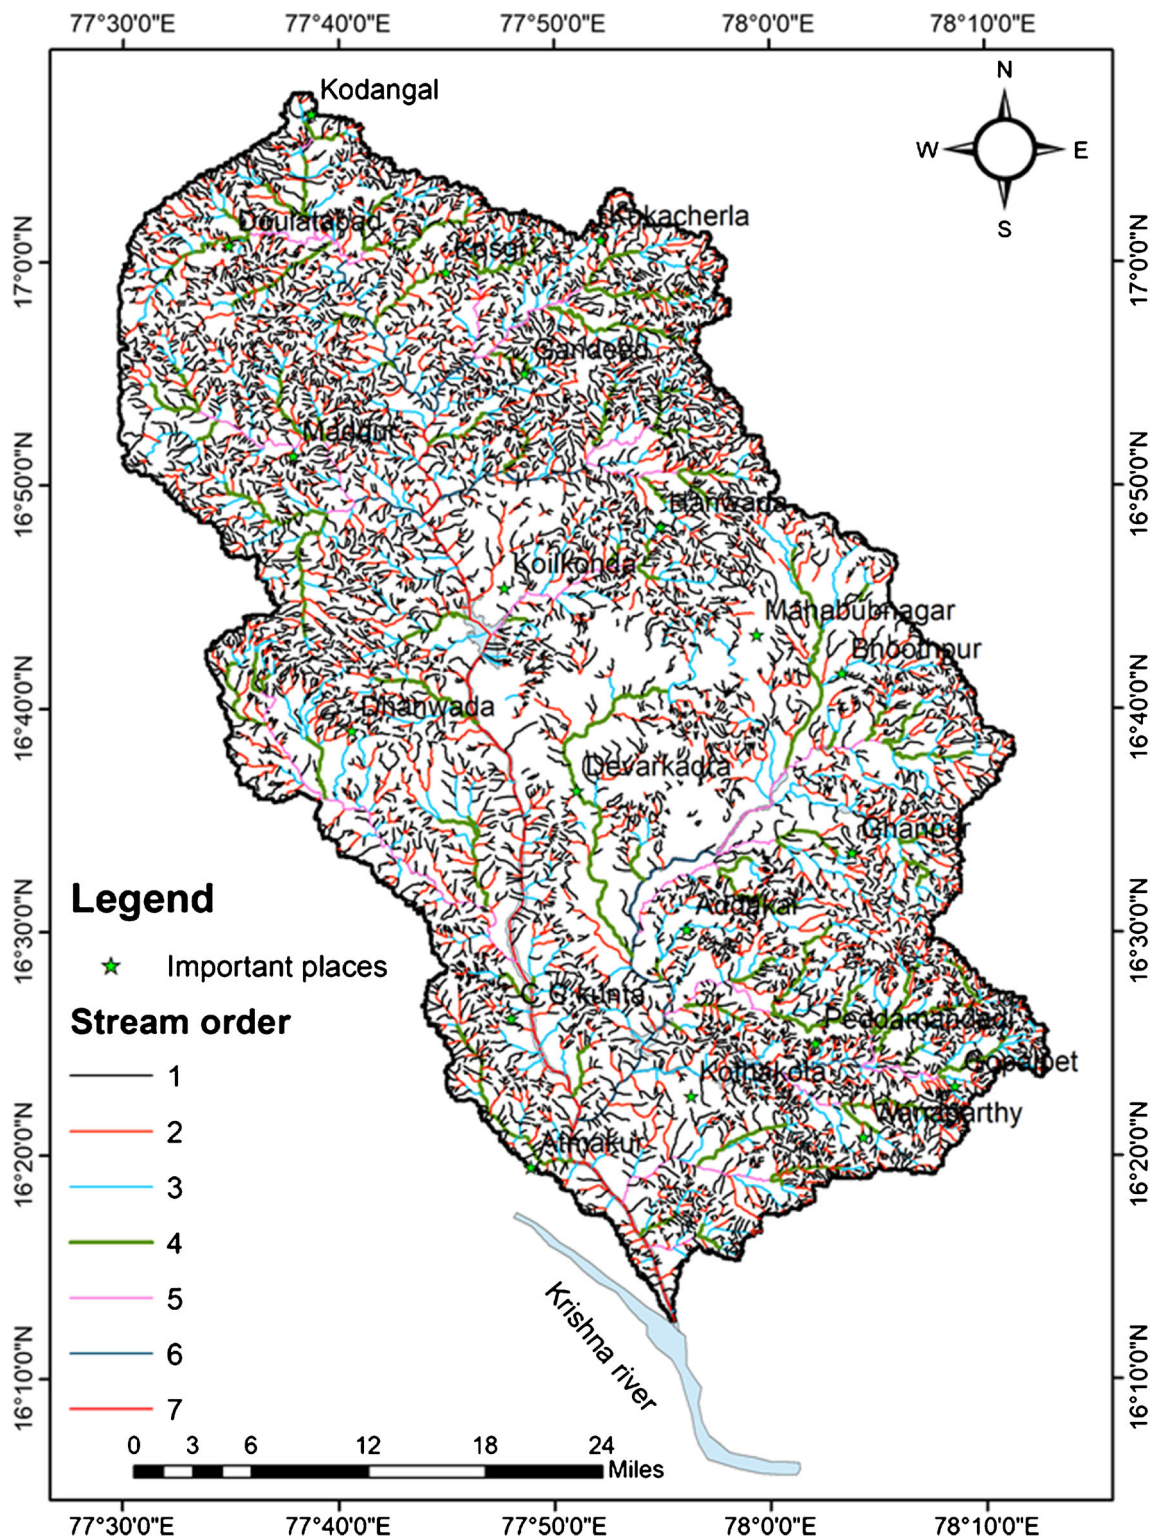 77°30'0"E 77°40'0"E 77°50'0"E 78°0'0"E 78°10'0"E
N
W E
S
Kodangal
Kokacherla
Doulatabad
Kosgi
17°0'0"N 17°0'0"N
Gandeed
Maddur
16°50'0"N 16°50'0"N
Hanwada
Koilkonda
Mahabubnagar
Bhoothpur
16°40'0"N 16°40'0"N
Dhanwada
Devarkadra
Ghanpur
Addakal
16°30'0"N 16°30'0"N
C C kunta
Peddamandadi
Gopalpet
Kothakota
Wanaparthy
Atmakur
16°20'0"N 16°20'0"N
Krishna river
16°10'0"N 16°10'0"N
Legend
Important places
Stream order
1
2
3
4
5
6
7
0 3 6 12 18 24
Miles
77°30'0"E 77°40'0"E 77°50'0"E 78°0'0"E 78°10'0"E